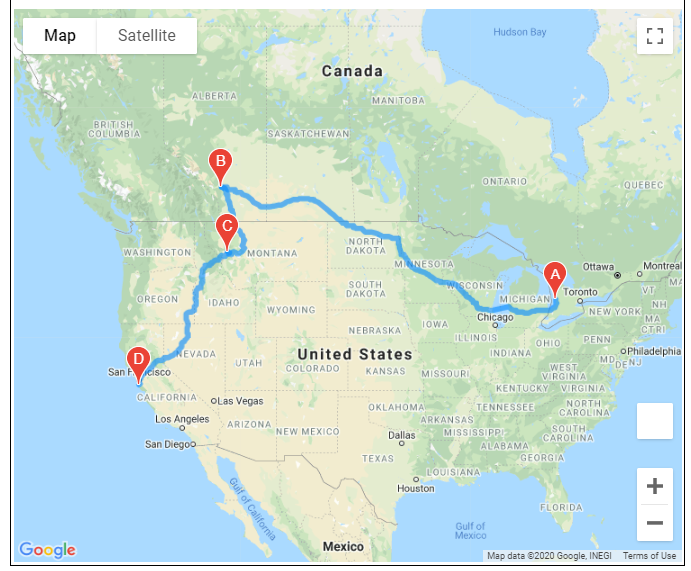 Map
Satellite
Hudson Bay
Canada
ALBERTA
MANITOBA
BRITISH
COLUMBIA
SASKATCHEWAN
B
ONTARIO
QUEBEC
C
NORTH
DAKOTA
WASHINGTON
MONTANA
MINNESOTA
A
Ottawa
Montreal
WISCONSIN
SOUTH
DAKOTA
OREGON
IDAHO
MICHIGAN
Toronto
VT
NH
MA
NEW YORK
WYOMING
Chicago
IOWA
CT
RI
NEBRASKA
ILLINOIS
OHIO
PENN
D
NEVADA
United States
INDIANA
Philadelphia
UTAH
COLORADO
KANSAS
MISSOURI
WEST
VIRGINIA
MD
DE
NJ
San Francisco
KENTUCKY
VIRGINIA
CALIFORNIA
Las Vegas
OKLAHOMA
TENNESSEE
NORTH
CAROLINA
Los Angeles
ARIZONA
NEW MEXICO
ARKANSAS
MISSISSIPPI
SOUTH
CAROLINA
San Diego
Dallas
ALABAMA
TEXAS
GEORGIA
LOUISIANA
Houston
Gulf of
California
FLORIDA
Gulf of
Mexico
Mexico
Google
Map data ©2020 Google, INEGI
Terms of Use